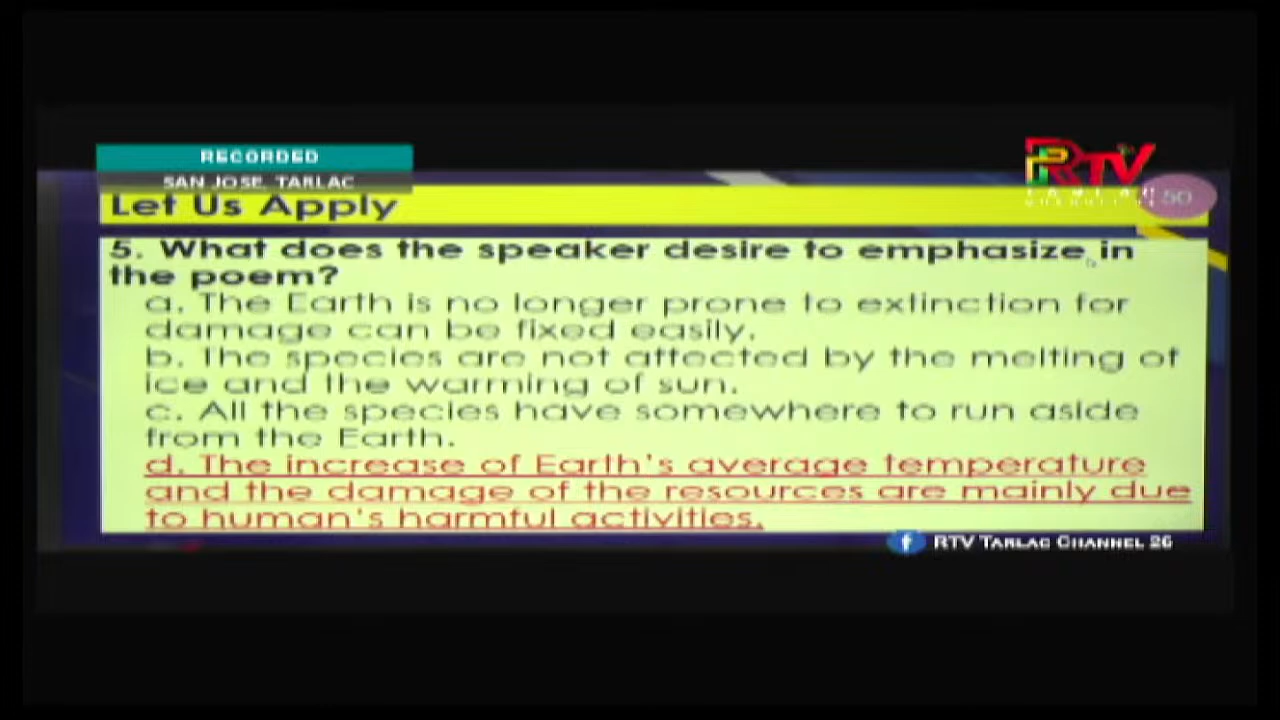 RECORDED
SAN JOSE, TARLAC
RTV
Let Us Apply
50
5. What does the speaker desire to emphasize in
the poem?
a. The Earth is no longer prone to extinction for
damage can be fixed easily.
b. The species are not affected by the melting of
ice and the warming of sun.
c. All the species have somewhere to run aside
from the Earth.
d. The increase of Earth's average temperature
and the damage of the resources are mainly due
to human's harmful activities.
f RTV TARLAC CHANNEL 26